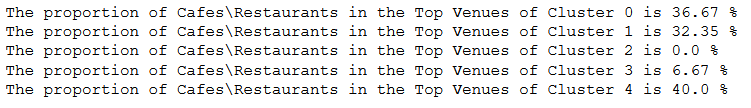 The proportion of Cafes\Restaurants in the Top Venues of Cluster 0 is 36.67 %
The proportion of Cafes\Restaurants in the Top Venues of Cluster 1 is 32.35 %
The proportion of Cafes\Restaurants in the Top Venues of Cluster 2 is 0.0 %
The proportion of Cafes\Restaurants in the Top Venues of Cluster 3 is 6.67 %
The proportion of Cafes\Restaurants in the Top Venues of Cluster 4 is 40.0 %